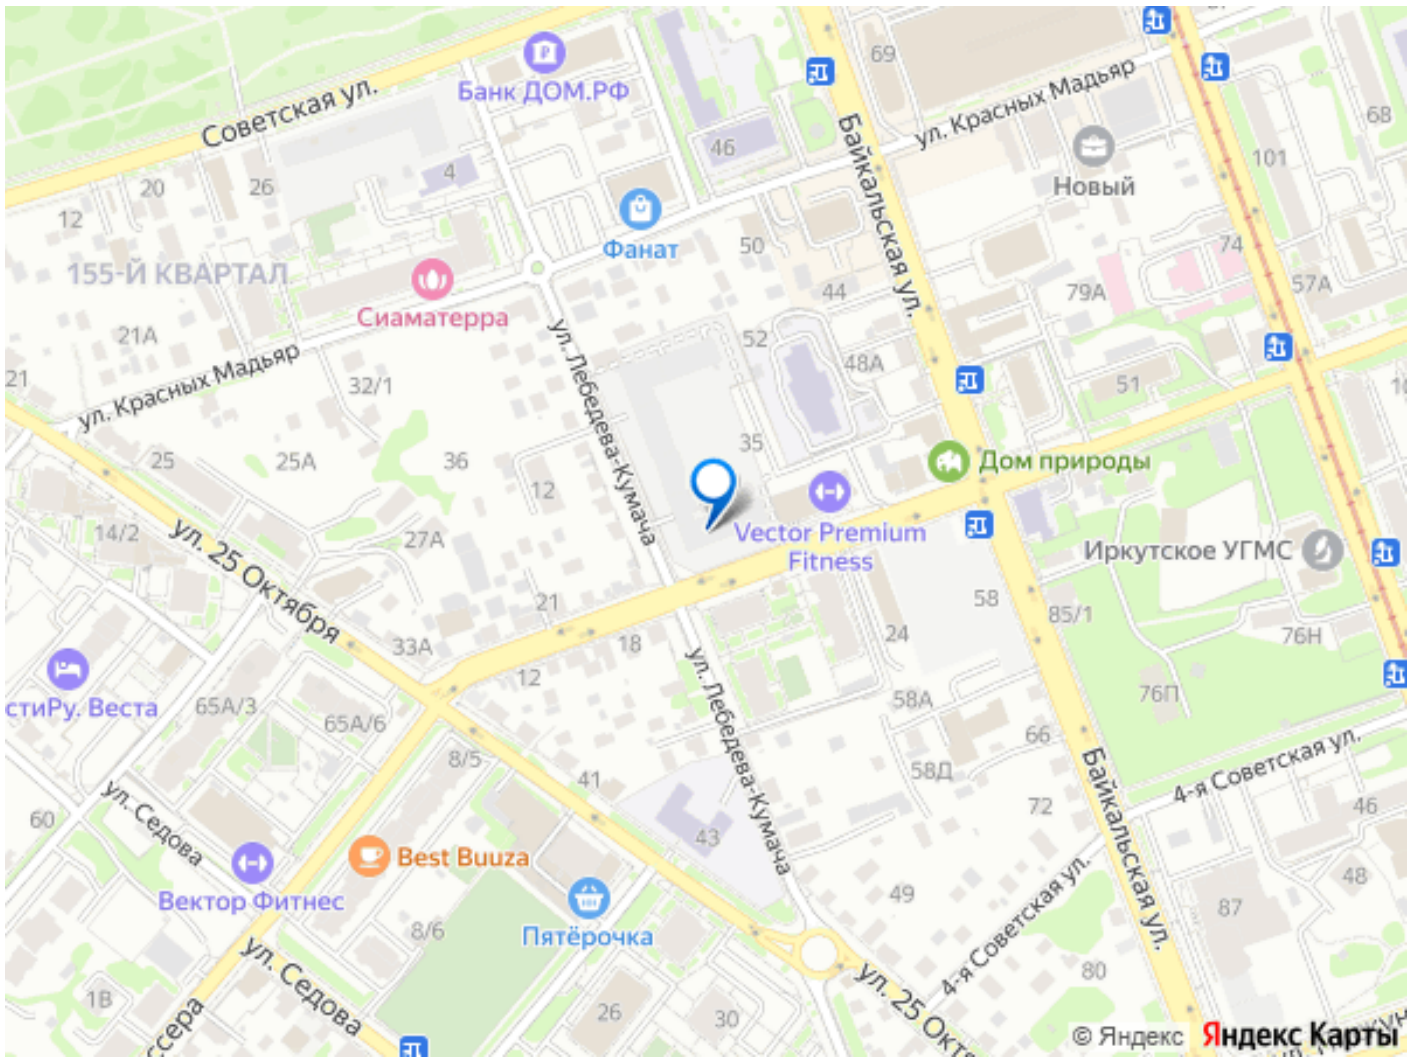 69
Банк ДОМ.РФ
Советская ул.
ул. Красных Мадьяр
68
46
Байкальская ул.
101
4
Новый
20
26
12
Фанат
50
74
155-Й КВАРТАЛ
79А
57А
44
Сиаматерра
21А
52
ул. Лебедева-Кумача
48А
21
ул. Красных Мадьяр
32/1
51
35
25
25А
36
Дом природы
12
14/2
ул. 25 Октября
27А
Vector Premium
Fitness
Иркутское УГМС
21
58
85/1
33А
18
24
76Н
12
стиРу. Веста
65А/3
65А/6
58А
76П
ул. Лебедева-Кумача
66
8/5
58Д
Байкальская ул.
4-я Советская ул.
41
72
46
60
ул. Седова
43
Best Buuza
48
Вектор Фитнес
49
87
4-я Советская ул.
8/6
Пятёрочка
ул. Седова
80
1В
ул. 25 Октя
26
30
ссера
© Яндекс
Яндекс Карты